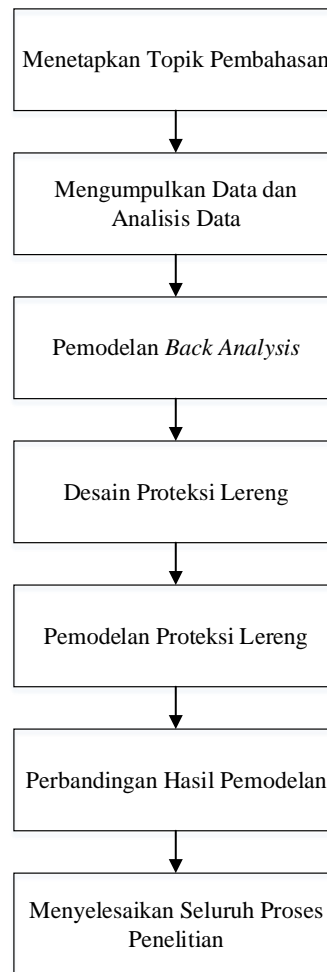 Menetapkan Topik Pembahasan
Mengumpulkan Data dan
Analisis Data
Pemodelan Back Analysis
Desain Proteksi Lereng
Pemodelan Proteksi Lereng
Perbandingan Hasil Pemodelan
Menyelesaikan Seluruh Proses
Penelitian